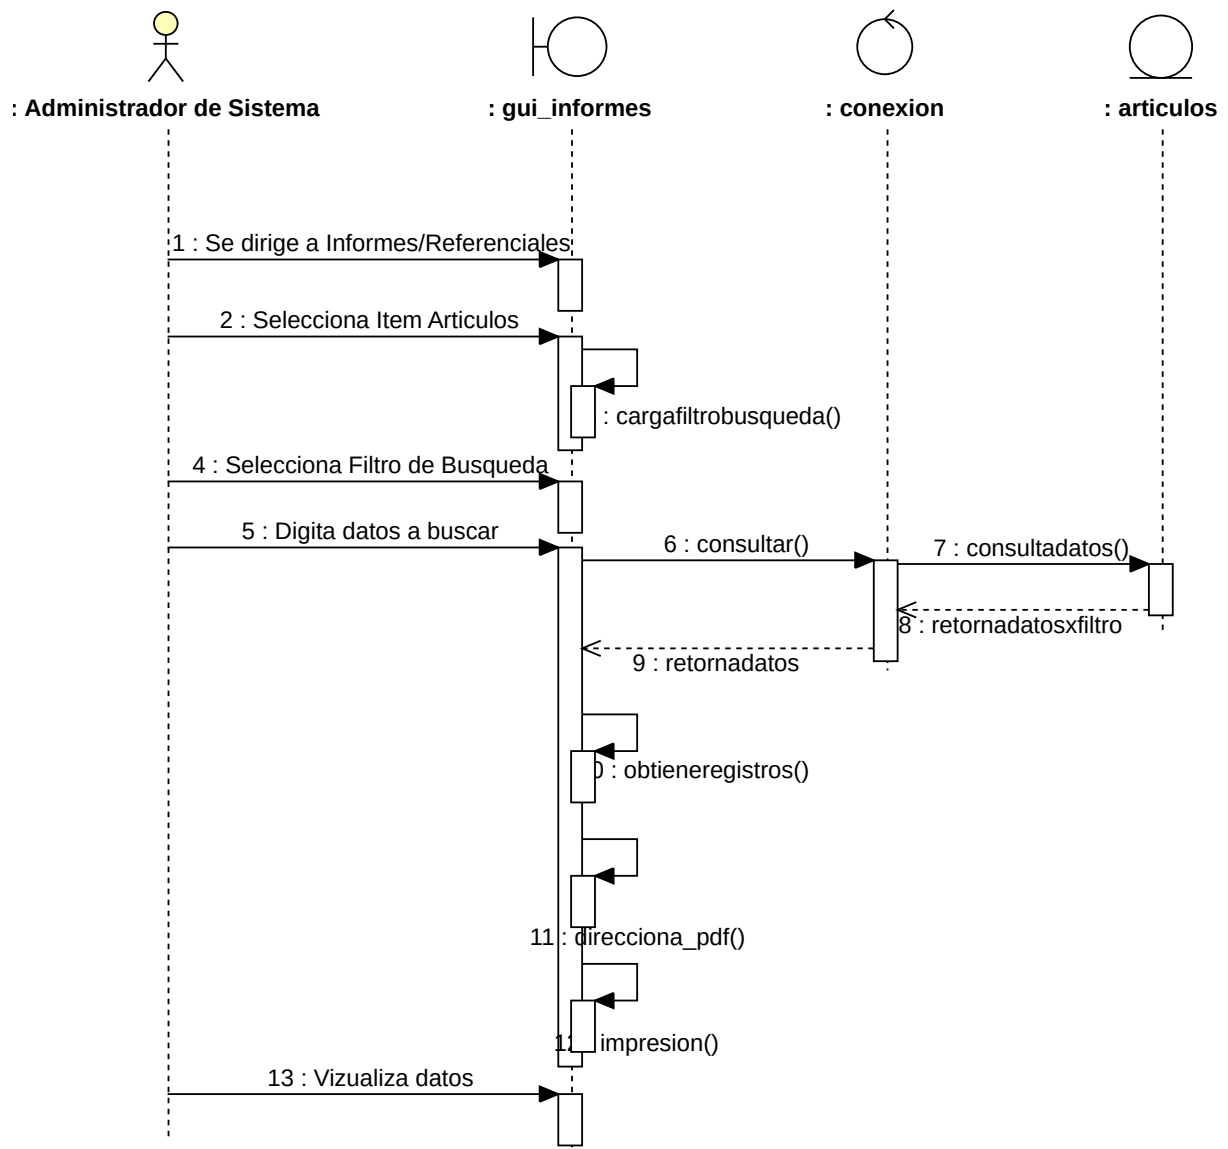 : Administrador de Sistema
: gui_informes
: conexion
: articulos
1 : Se dirige a Informes/Referenciales
2 : Selecciona Item Articulos
: cargafiltrobusqueda()
4 : Selecciona Filtro de Busqueda
5 : Digita datos a buscar
6 : consultar()
7 : consultadatos()
8 : retornadatosxfiltro
9 : retornadatos
0 : obtieneregistros()
11 : direcciona_pdf()
12 impresion()
13 : Vizualiza datos